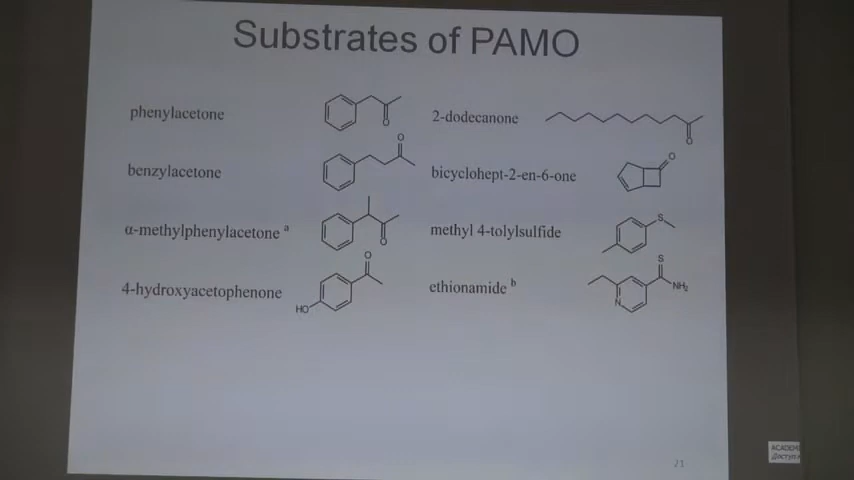 Substrates of PAMO
phenylacetone
O
2-dodecanone
O
benzylacetone
O
bicyclohept-2-en-6-one
O
α-methylphenylacetone a
O
methyl 4-tolylsulfide
S
4-hydroxyacetophenone
O
HO
ethionamide b
S
NH2
N
21